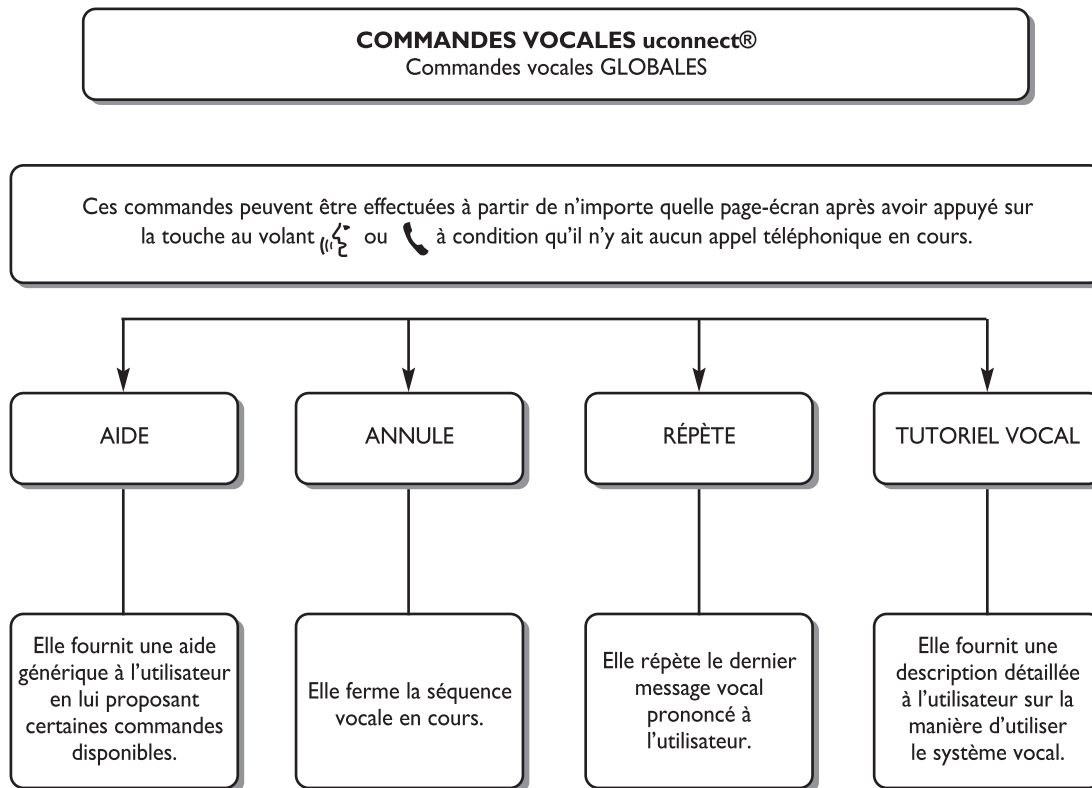 COMMANDES VOCALES uconnect®
Commandes vocales GLOBALES
Ces commandes peuvent être effectuées à partir de n’importe quelle page-écran après avoir appuyé sur
la touche au volant ou à condition qu’il n’y ait aucun appel téléphonique en cours.
AIDE
ANNULE
RÉPÈTE
TUTORIEL VOCAL
Elle fournit une aide
générique à l’utilisateur
en lui proposant
certaines commandes
disponibles.
Elle ferme la séquence
vocale en cours.
Elle répète le dernier
message vocal
prononcé à
l’utilisateur.
Elle fournit une
description détaillée
à l’utilisateur sur la
manière d’utiliser
le système vocal.